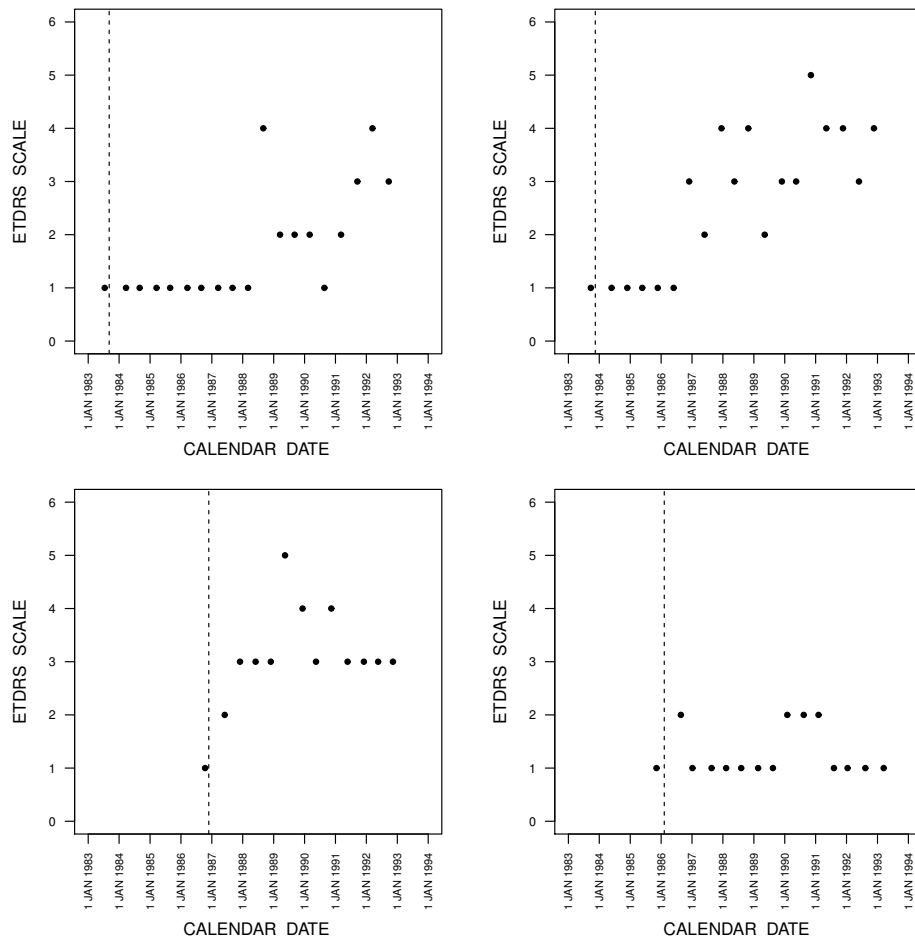 6
5
4
3
2
1
0
ETDRS SCALE
1 JAN 1983
1 JAN 1984
1 JAN 1985
1 JAN 1986
1 JAN 1987
1 JAN 1988
1 JAN 1989
1 JAN 1990
1 JAN 1991
1 JAN 1992
1 JAN 1993
1 JAN 1994
CALENDAR DATE
6
5
4
3
2
1
0
ETDRS SCALE
1 JAN 1983
1 JAN 1984
1 JAN 1985
1 JAN 1986
1 JAN 1987
1 JAN 1988
1 JAN 1989
1 JAN 1990
1 JAN 1991
1 JAN 1992
1 JAN 1993
1 JAN 1994
CALENDAR DATE
6
5
4
3
2
1
0
ETDRS SCALE
1 JAN 1983
1 JAN 1984
1 JAN 1985
1 JAN 1986
1 JAN 1987
1 JAN 1988
1 JAN 1989
1 JAN 1990
1 JAN 1991
1 JAN 1992
1 JAN 1993
1 JAN 1994
CALENDAR DATE
6
5
4
3
2
1
0
ETDRS SCALE
1 JAN 1983
1 JAN 1984
1 JAN 1985
1 JAN 1986
1 JAN 1987
1 JAN 1988
1 JAN 1989
1 JAN 1990
1 JAN 1991
1 JAN 1992
1 JAN 1993
1 JAN 1994
CALENDAR DATE